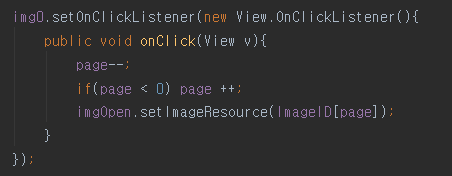 img0.setOnClickListener(new View.OnClickListener(){
public void onClick(View v){
page--;
if(page < 0) page ++;
imgOpen.setImageResource(ImageID[page]);
}
});